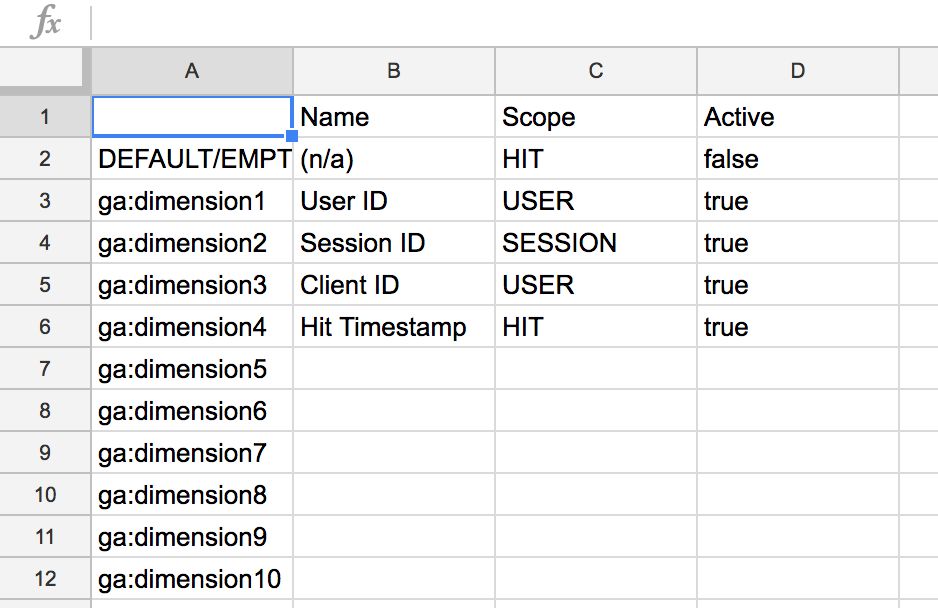 fx
A B C D
1 Name Scope Active
2 DEFAULT/EMPT (n/a) HIT false
3 ga:dimension1 User ID USER true
4 ga:dimension2 Session ID SESSION true
5 ga:dimension3 Client ID USER true
6 ga:dimension4 Hit Timestamp HIT true
7 ga:dimension5
8 ga:dimension6
9 ga:dimension7
10 ga:dimension8
11 ga:dimension9
12 ga:dimension10